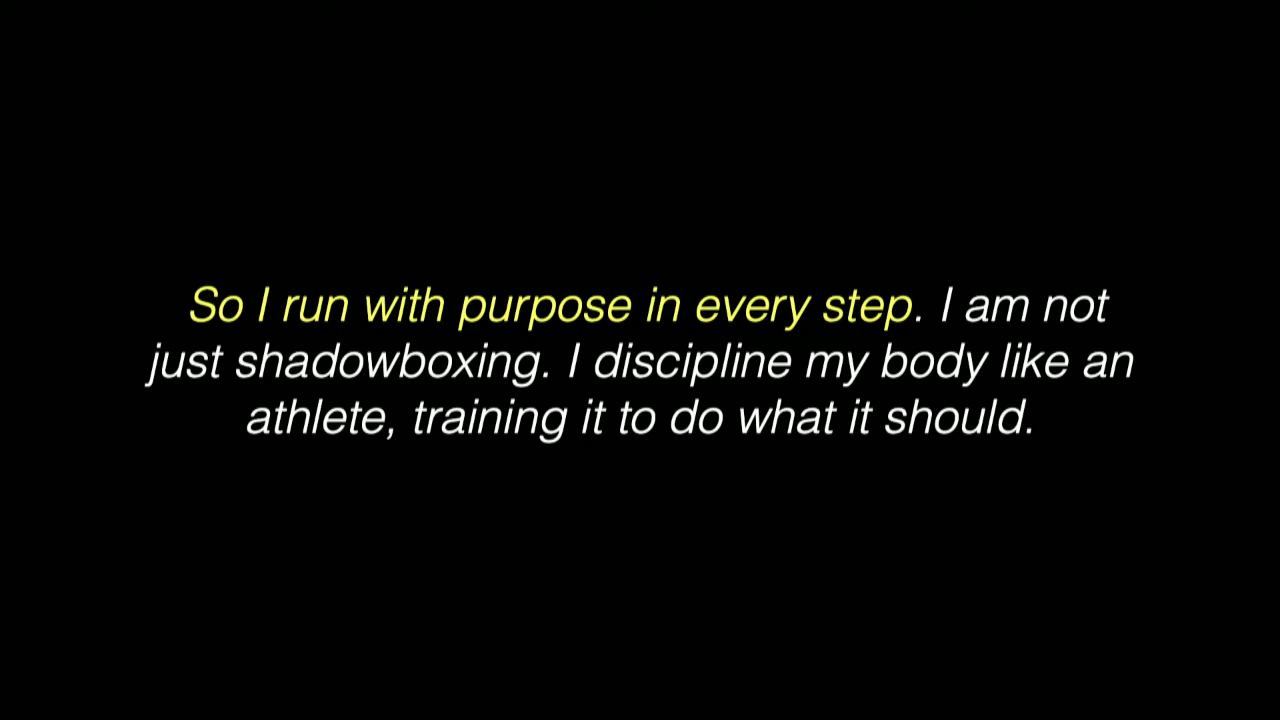 So I run with purpose in every step. I am not
just shadowboxing. I discipline my body like an
athlete, training it to do what it should.